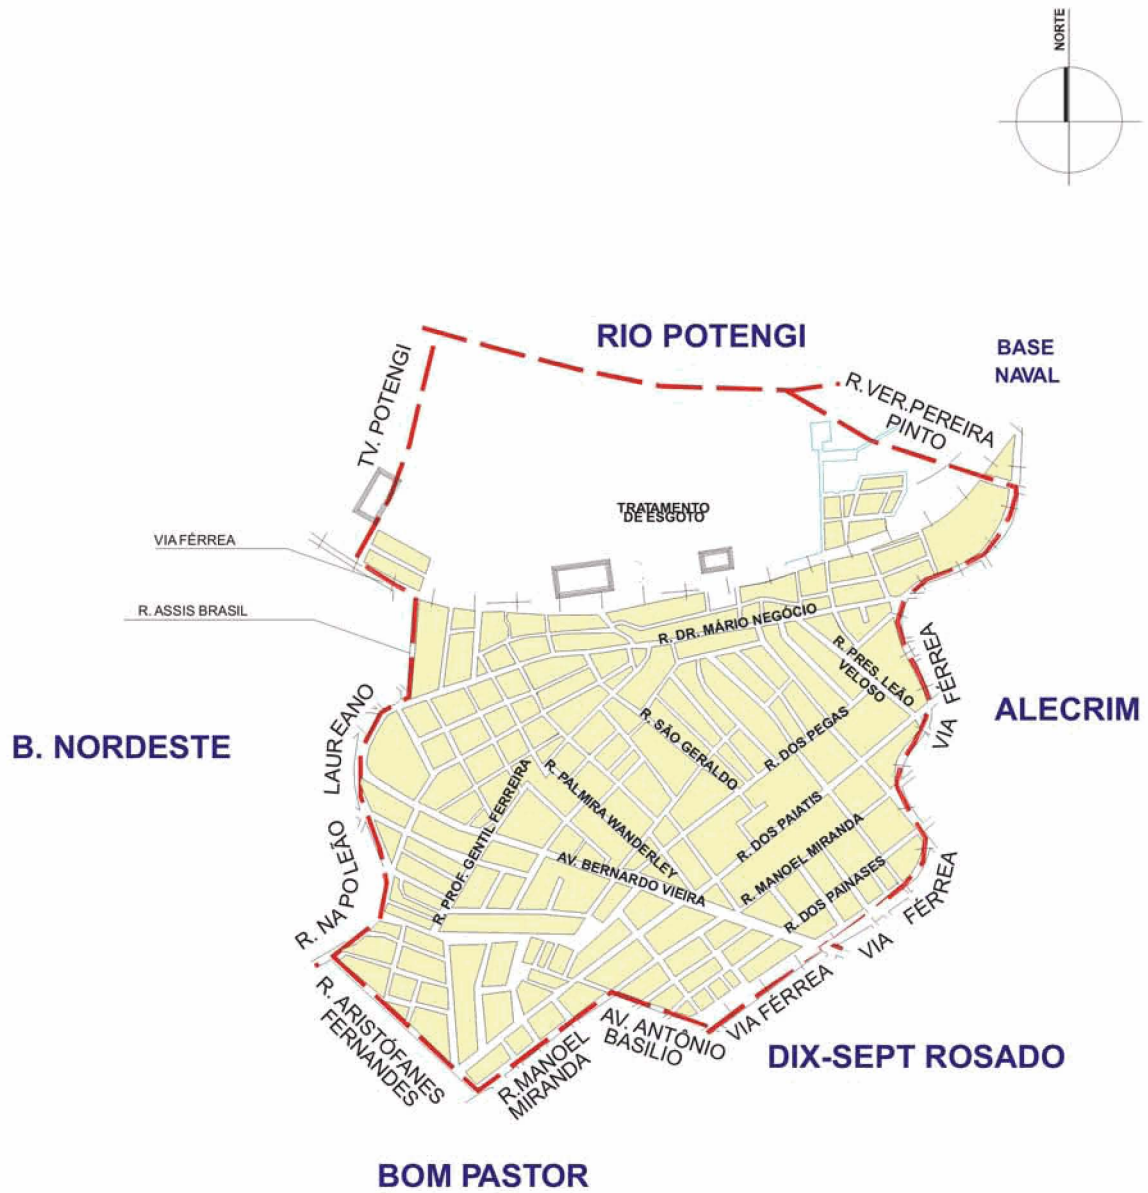 NORTE
RIO POTENGI
BASE
NAVAL
TV. POTENGI
R.VER.PEREIRA
PINTO
TRATAMENTO
DE ESGOTO
VIA FÉRREA
R. ASSIS BRASIL
R. DR. MÁRIO NEGÓCIO
R. PRES. LEÃO
VELOSO
VIA FÉRREA
ALECRIM
B. NORDESTE
R. NAPOLEÃO LAUREANO
R. SÃO GERALDO
R. DOS PEGAS
R. PALMIRA WANDERLEY
R. PROF. GENTIL FERREIRA
R. DOS PAIATIS
R. MANOEL MIRANDA
AV. BERNARDO VIEIRA
R. DOS PAINASES
VIA FÉRREA
VIA FÉRREA
R. ARISTÓFANES
FERNANDES
R.MANOEL
MIRANDA
AV. ANTÔNIO
BASILIO
DIX-SEPT ROSADO
BOM PASTOR